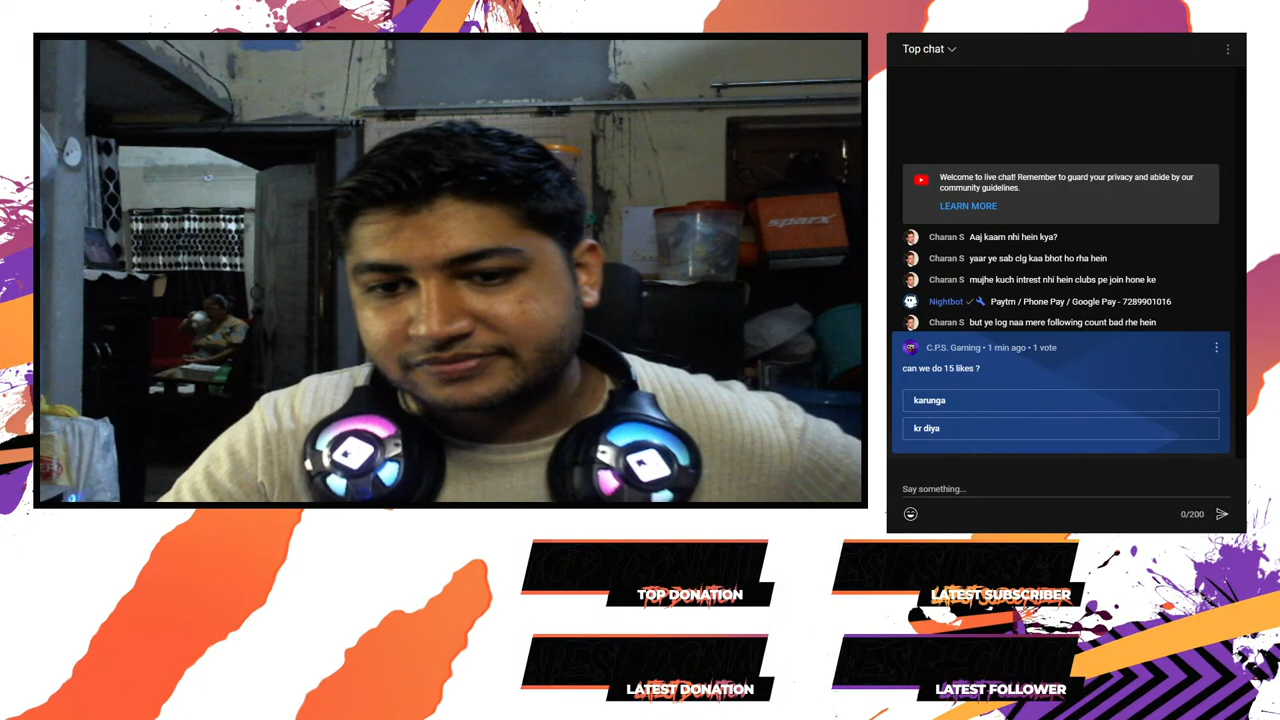 Top chat
Welcome to live chat! Remember to guard your privacy and abide by our
community guidelines.
LEARN MORE
Charan S Aaj kaam nhi hein kya?
Charan S yaar ye sab clg kaa bhot ho rha hein
Charan S mujhe kuch intrest nhi hein clubs pe join hone ke
Nightbot Paytm / Phone Pay / Google Pay - 7289901016
Charan S but ye log naa mere following count bad rhe hein
C.P.S. Gaming • 1 min ago • 1 vote
can we do 15 likes ?
karunga
kr diya
Say something...
0/200
sparx
TOP DONATION
LATEST SUBSCRIBER
LATEST DONATION
LATEST FOLLOWER